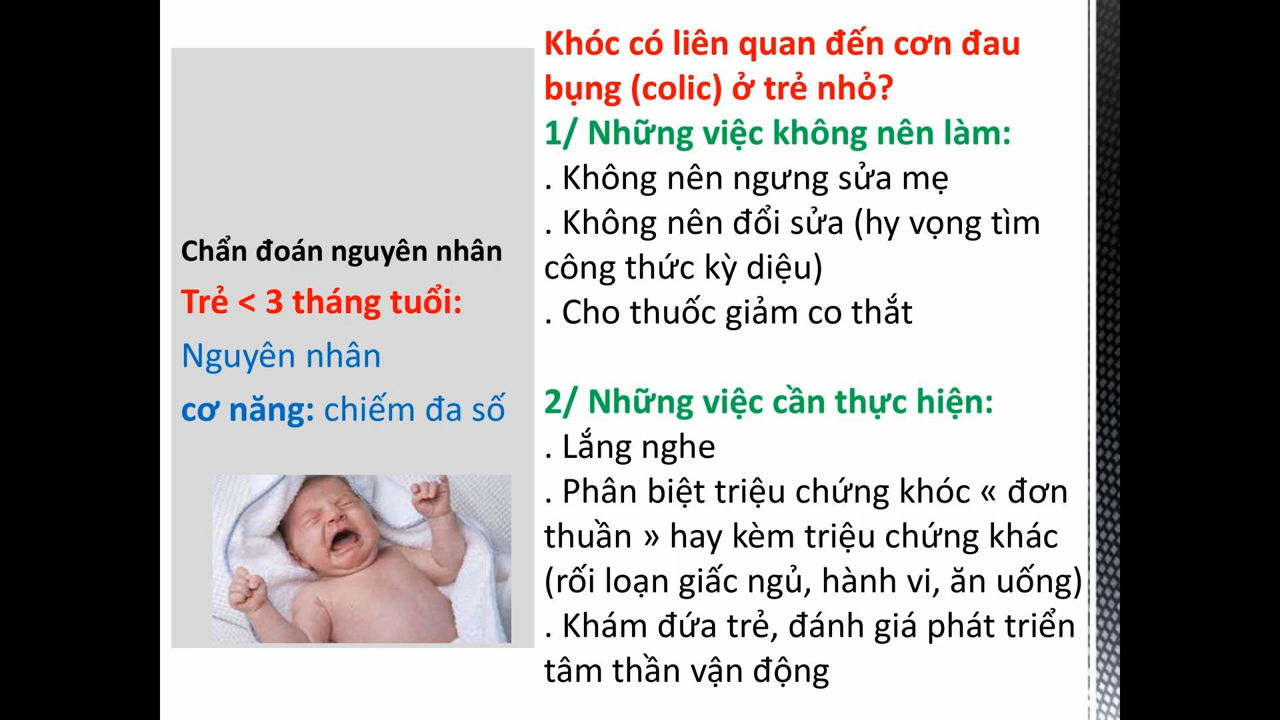 Chẩn đoán nguyên nhân
Trẻ < 3 tháng tuổi:
Nguyên nhân
cơ năng: chiếm đa số
Khóc có liên quan đến cơn đau
bụng (colic) ở trẻ nhỏ?
1/ Những việc không nên làm:
. Không nên ngưng sửa mẹ
. Không nên đổi sửa (hy vọng tìm
công thức kỳ diệu)
. Cho thuốc giảm co thắt
2/ Những việc cần thực hiện:
. Lắng nghe
. Phân biệt triệu chứng khóc « đơn
thuần » hay kèm triệu chứng khác
(rối loạn giấc ngủ, hành vi, ăn uống)
. Khám đứa trẻ, đánh giá phát triển
tâm thần vận động